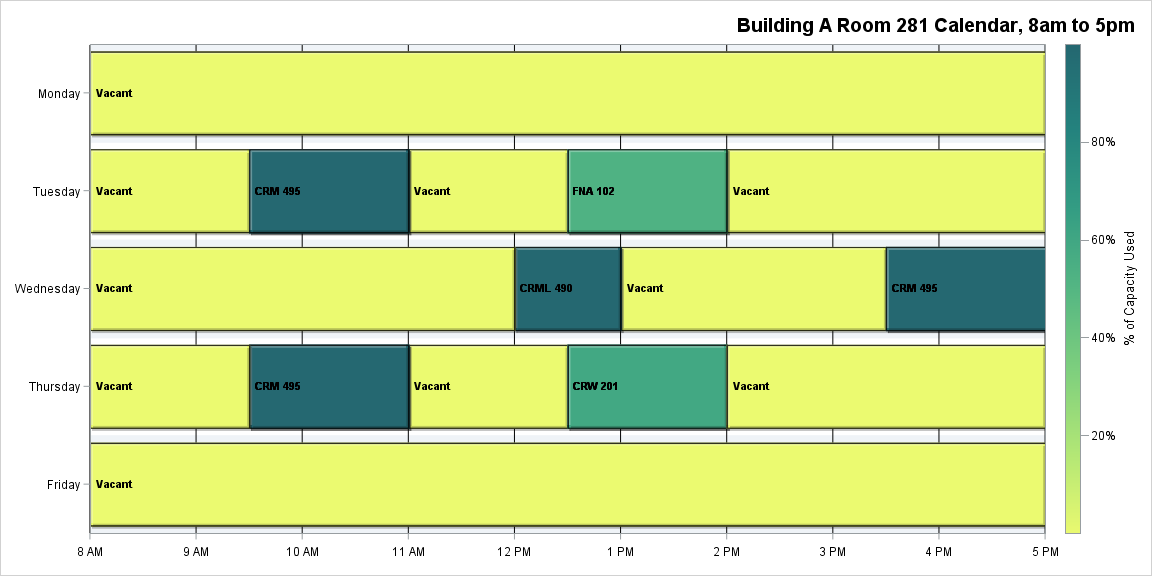 Building A Room 281 Calendar, 8am to 5pm
Monday
Vacant
Tuesday
Vacant
CRM 495
Vacant
FNA 102
Vacant
Wednesday
Vacant
CRML 490
Vacant
CRM 495
Thursday
Vacant
CRM 495
Vacant
CRW 201
Vacant
Friday
Vacant
8 AM
9 AM
10 AM
11 AM
12 PM
1 PM
2 PM
3 PM
4 PM
5 PM
80%
60%
40%
20%
% of Capacity Used